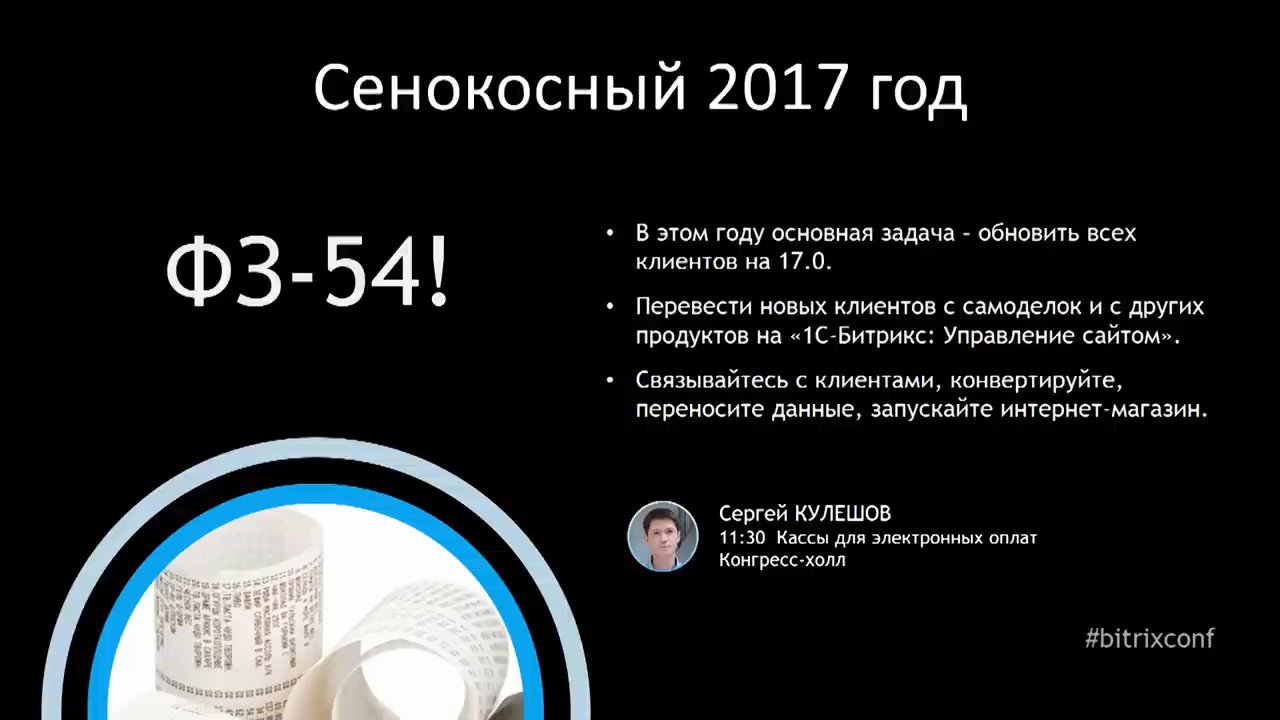 Сенокосный 2017 год
ФЗ-54!
• В этом году основная задача – обновить всех
клиентов на 17.0.
• Перевести новых клиентов с самоделок и с других
продуктов на «1С-Битрикс: Управление сайтом».
• Связывайтесь с клиентами, конвертируйте,
переносите данные, запускайте интернет-магазин.
Сергей КУЛЕШОВ
11:30 Кассы для электронных оплат
Конгресс-холл
#bitrixconf